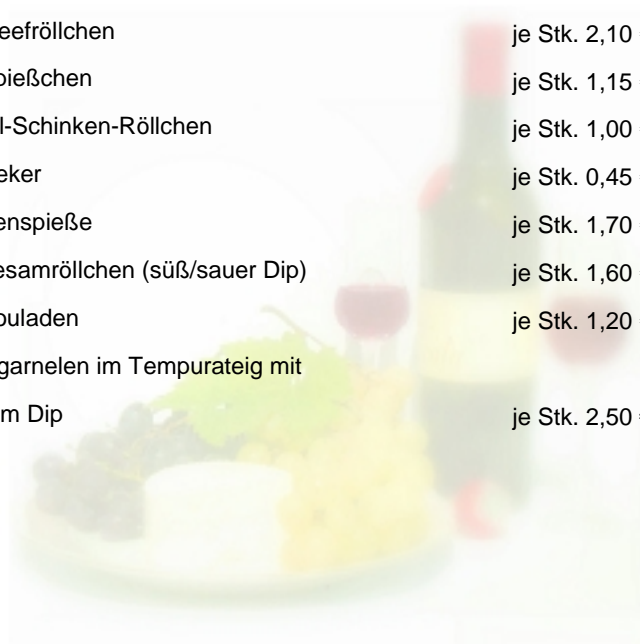 eefröllchen je Stk. 2,10
pießchen je Stk. 1,15
l-Schinken-Röllchen je Stk. 1,00
eker je Stk. 0,45
enspieße je Stk. 1,70
esamröllchen (süß/sauer Dip) je Stk. 1,60
ouladen je Stk. 1,20
garnelen im Tempurateig mit
m Dip je Stk. 2,50